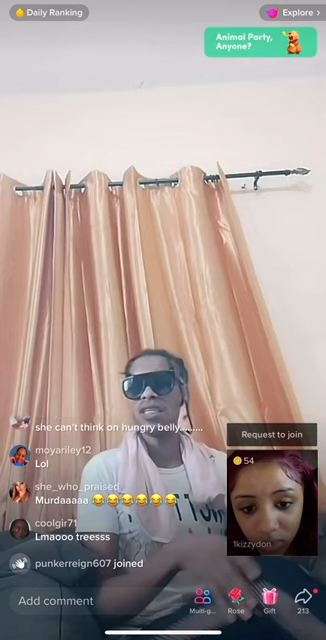 Daily Ranking
Explore >
Animal Party,
Anyone?
she can't think on hungry belly.........
Request to join
moyariley12
Lol
54
she_who_praised_
Murdaaaaa 😂😂😂😂😂😂
coolgir71
Lmaooo treesss
1kizzydon
punkerreign607 joined
Add comment
Multi-g...
Rose
Gift
213